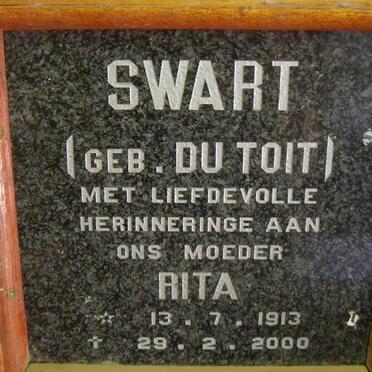 SWART
(GEB. DU TOIT)
MET LIEFDEVOLLE
HERINNERINGE AAN
ONS MOEDER
RITA
☆ 13 . 7 . 1913
† 29 . 2 . 2000